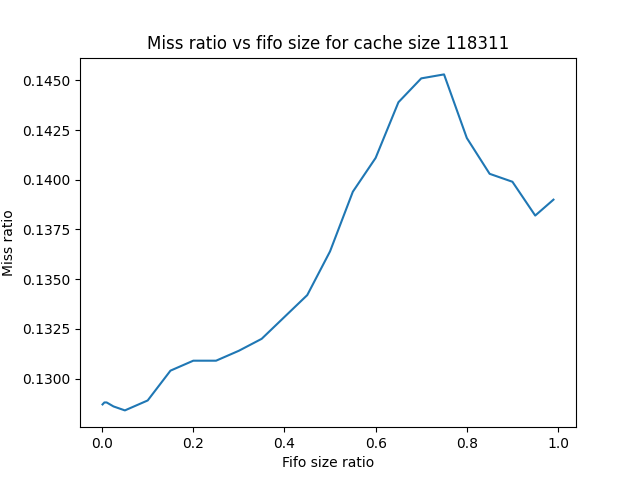 Miss ratio vs fifo size for cache size 118311
0.1450
0.1425
0.1400
0.1375
0.1350
0.1325
0.1300
Miss ratio
0.0 0.2 0.4 0.6 0.8 1.0
Fifo size ratio